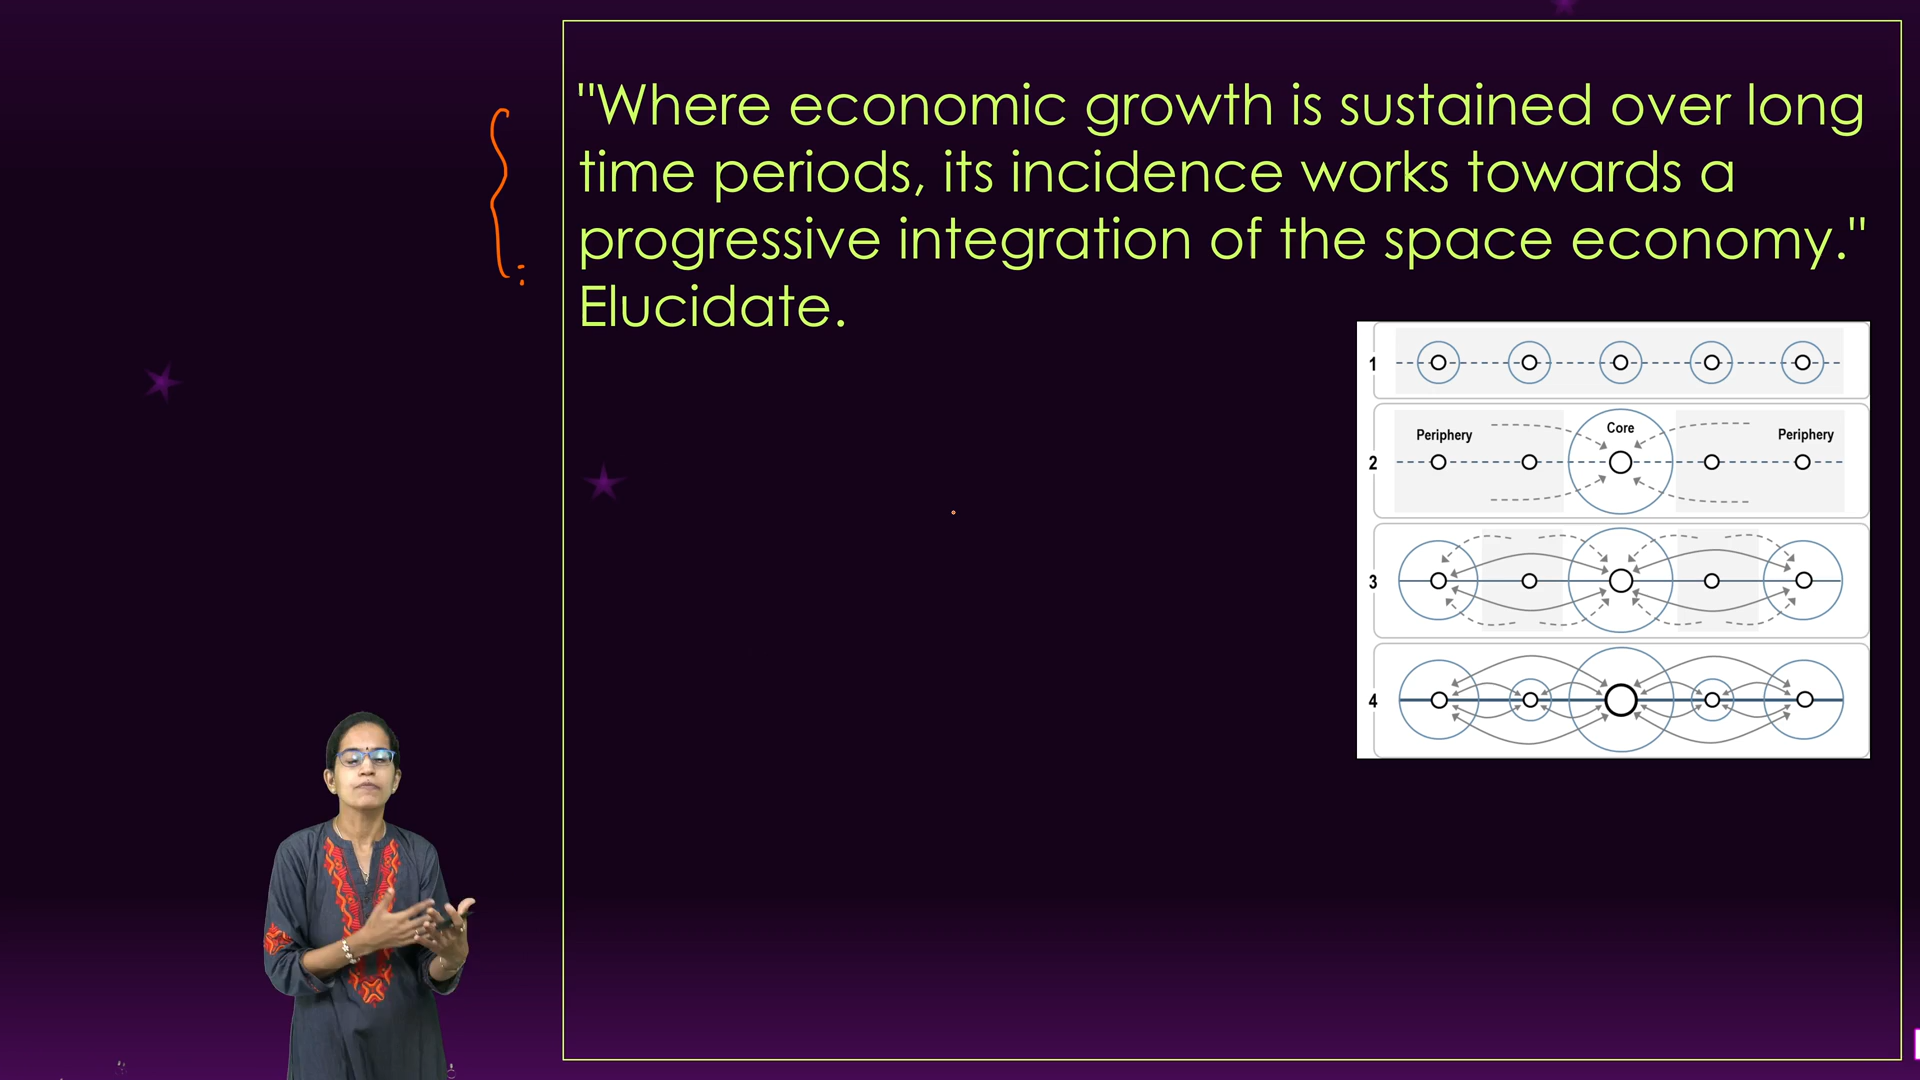 "Where economic growth is sustained over long
time periods, its incidence works towards a
progressive integration of the space economy."
Elucidate.
1
Periphery Core Periphery
2
3
4